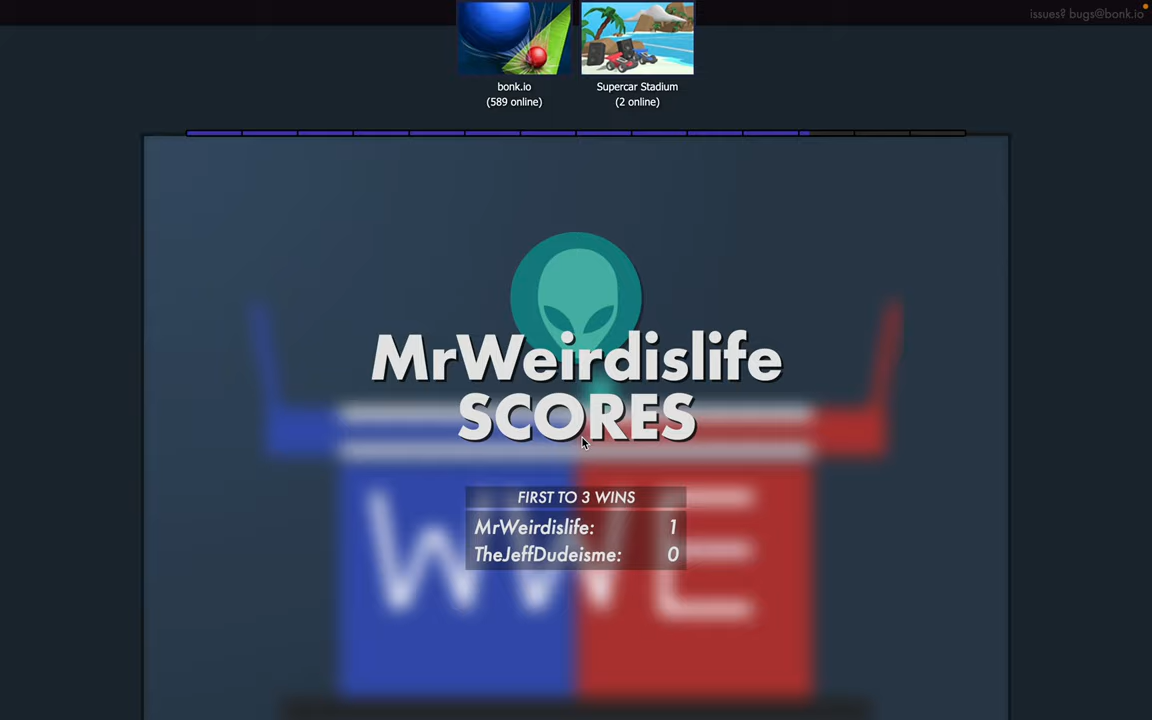 issues? bugs@bonk.io
bonk.io
(589 online)
Supercar Stadium
(2 online)
MrWeirdislife
SCORES
FIRST TO 3 WINS
MrWeirdislife: 1
TheJeffDudeisme: 0
WWE